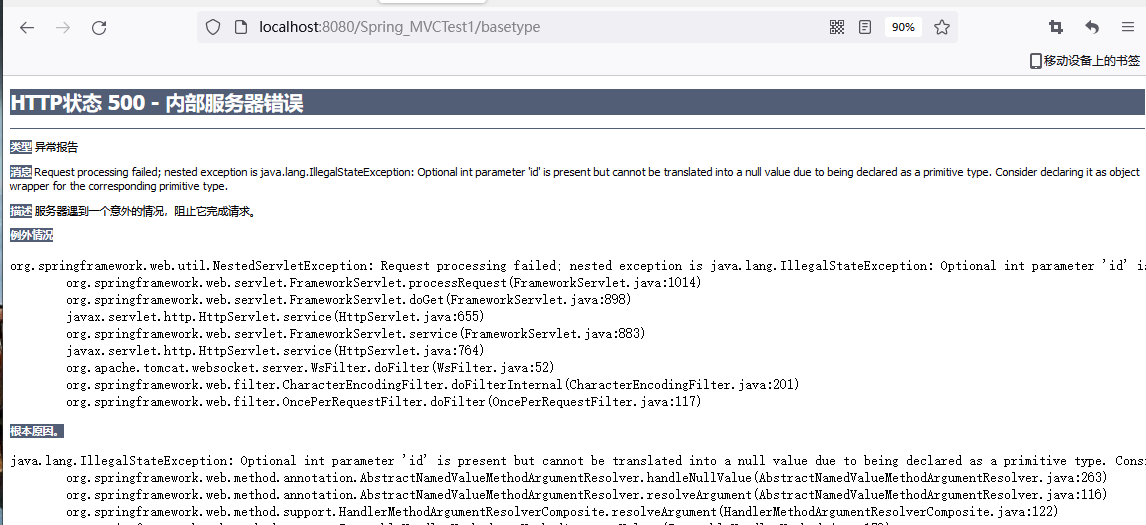 localhost:8080/Spring_MVCTest1/basetype
90%
移动设备上的书签
HTTP状态 500 - 内部服务器错误
类型 异常报告
消息 Request processing failed; nested exception is java.lang.IllegalStateException: Optional int parameter 'id' is present but cannot be translated into a null value due to being declared as a primitive type. Consider declaring it as object
wrapper for the corresponding primitive type.
描述 服务器遇到一个意外的情况，阻止它完成请求。
例外情况
org.springframework.web.util.NestedServletException: Request processing failed; nested exception is java.lang.IllegalStateException: Optional int parameter 'id' is
org.springframework.web.servlet.FrameworkServlet.processRequest(FrameworkServlet.java:1014)
org.springframework.web.servlet.FrameworkServlet.doGet(FrameworkServlet.java:898)
javax.servlet.http.HttpServlet.service(HttpServlet.java:655)
org.springframework.web.servlet.FrameworkServlet.service(FrameworkServlet.java:883)
javax.servlet.http.HttpServlet.service(HttpServlet.java:764)
org.apache.tomcat.websocket.server.WsFilter.doFilter(WsFilter.java:52)
org.springframework.web.filter.CharacterEncodingFilter.doFilterInternal(CharacterEncodingFilter.java:201)
org.springframework.web.filter.OncePerRequestFilter.doFilter(OncePerRequestFilter.java:117)
根本原因。
java.lang.IllegalStateException: Optional int parameter 'id' is present but cannot be translated into a null value due to being declared as a primitive type. Consi
org.springframework.web.method.annotation.AbstractNamedValueMethodArgumentResolver.handleNullValue(AbstractNamedValueMethodArgumentResolver.java:263)
org.springframework.web.method.annotation.AbstractNamedValueMethodArgumentResolver.resolveArgument(AbstractNamedValueMethodArgumentResolver.java:116)
org.springframework.web.method.support.HandlerMethodArgumentResolverComposite.resolveArgument(HandlerMethodArgumentResolverComposite.java:122)